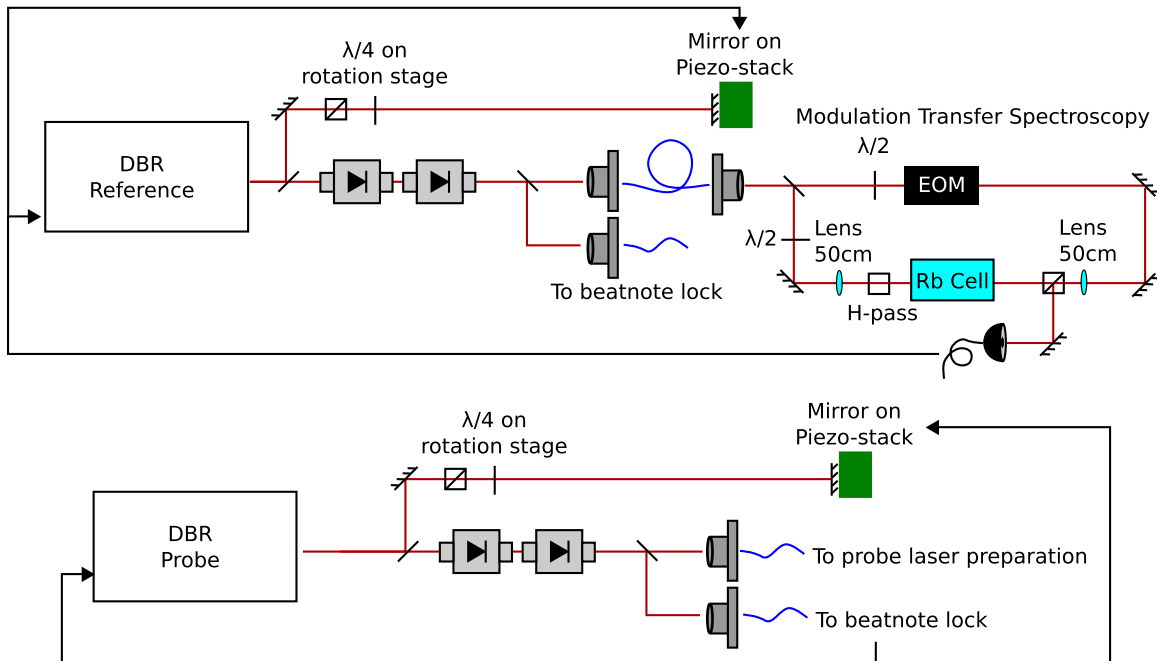 λ/4 on
rotation stage
Mirror on
Piezo-stack
DBR
Reference
To beatnote lock
Modulation Transfer Spectroscopy
λ/2
EOM
λ/2
Lens
50cm
Lens
50cm
Rb Cell
H-pass
λ/4 on
rotation stage
Mirror on
Piezo-stack
DBR
Probe
To probe laser preparation
To beatnote lock